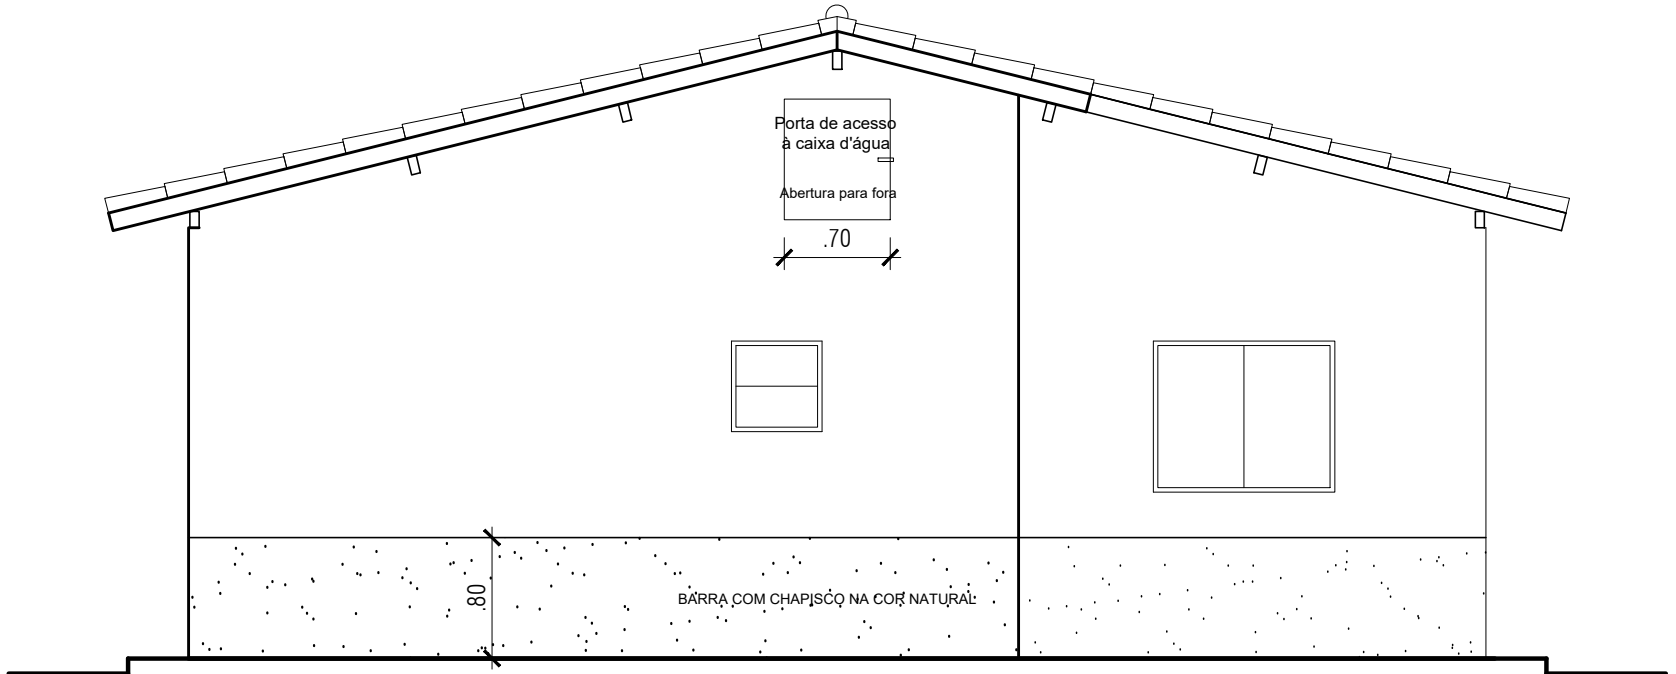 Porta de acesso
à caixa d'água
Abertura para fora
.70
.80
BARRA COM CHAPISCO NA COR NATURAL